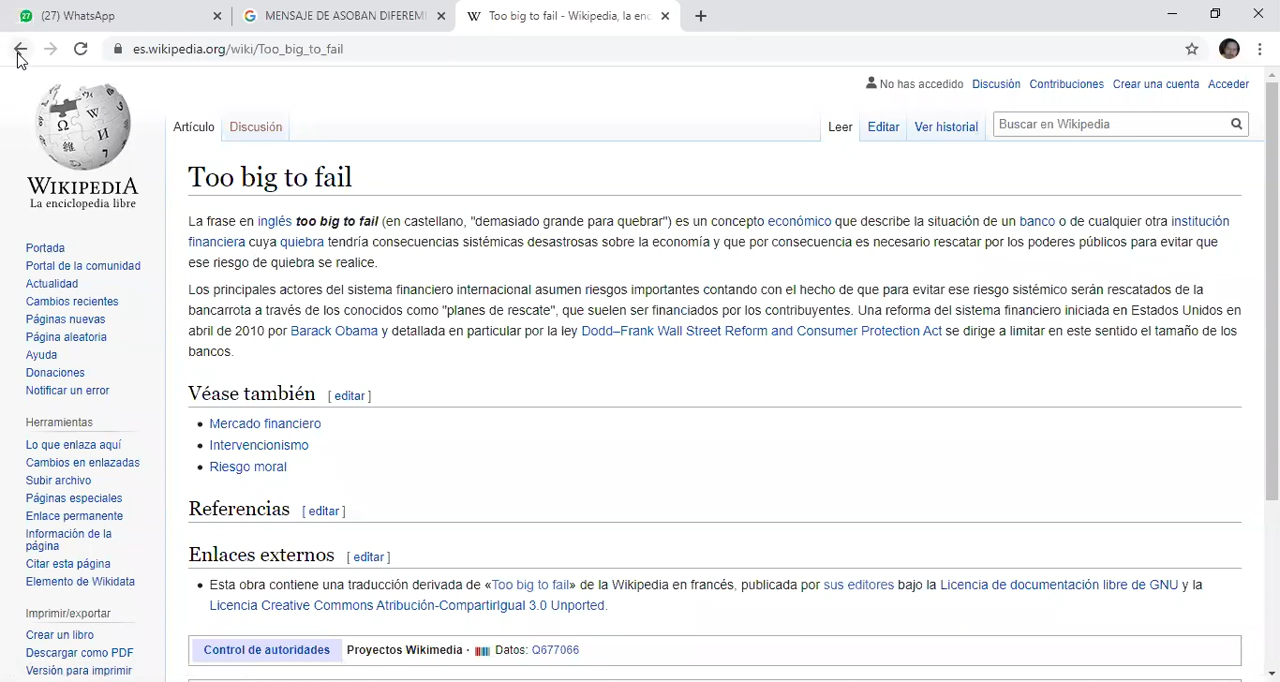 (27) WhatsApp
MENSAJE DE ASOBAN DIFEREMI
Too big to fail - Wikipedia, la enc
es.wikipedia.org/wiki/Too_big_to_fail
No has accedido Discusión Contribuciones Crear una cuenta Acceder
Artículo Discusión Leer Editar Ver historial Buscar en Wikipedia
WIKIPEDIA
La enciclopedia libre
Portada
Portal de la comunidad
Actualidad
Cambios recientes
Páginas nuevas
Página aleatoria
Ayuda
Donaciones
Notificar un error
Herramientas
Lo que enlaza aquí
Cambios en enlazadas
Subir archivo
Páginas especiales
Enlace permanente
Información de la
página
Citar esta página
Elemento de Wikidata
Imprimir/exportar
Crear un libro
Descargar como PDF
Versión para imprimir
Too big to fail
La frase en inglés too big to fail (en castellano, "demasiado grande para quebrar") es un concepto económico que describe la situación de un banco o de cualquier otra institución
financiera cuya quiebra tendría consecuencias sistémicas desastrosas sobre la economía y que por consecuencia es necesario rescatar por los poderes públicos para evitar que
ese riesgo de quiebra se realice.
Los principales actores del sistema financiero internacional asumen riesgos importantes contando con el hecho de que para evitar ese riesgo sistémico serán rescatados de la
bancarrota a través de los conocidos como "planes de rescate", que suelen ser financiados por los contribuyentes. Una reforma del sistema financiero iniciada en Estados Unidos en
abril de 2010 por Barack Obama y detallada en particular por la ley Dodd–Frank Wall Street Reform and Consumer Protection Act se dirige a limitar en este sentido el tamaño de los
bancos.
Véase también [ editar ]
• Mercado financiero
• Intervencionismo
• Riesgo moral
Referencias [ editar ]
Enlaces externos [ editar ]
• Esta obra contiene una traducción derivada de «Too big to fail» de la Wikipedia en francés, publicada por sus editores bajo la Licencia de documentación libre de GNU y la
Licencia Creative Commons Atribución-CompartirIgual 3.0 Unported.
Control de autoridades Proyectos Wikimedia · Datos: Q677066